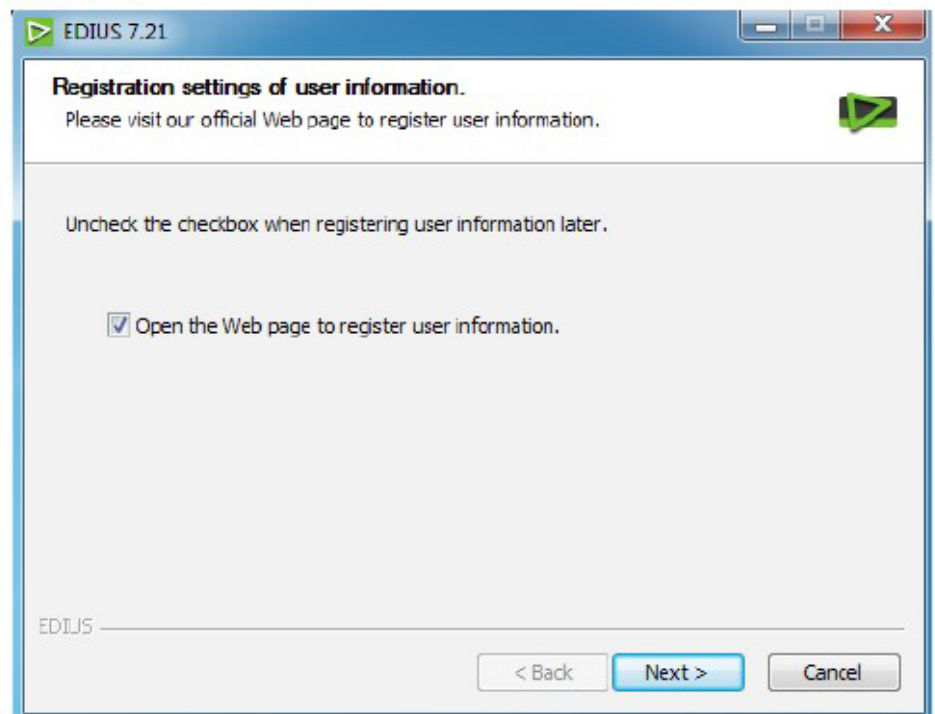 EDIUS 7.21
Registration settings of user information.
Please visit our official Web page to register user information.
Uncheck the checkbox when registering user information later.
Open the Web page to register user information.
EDIUS
< Back
Next >
Cancel